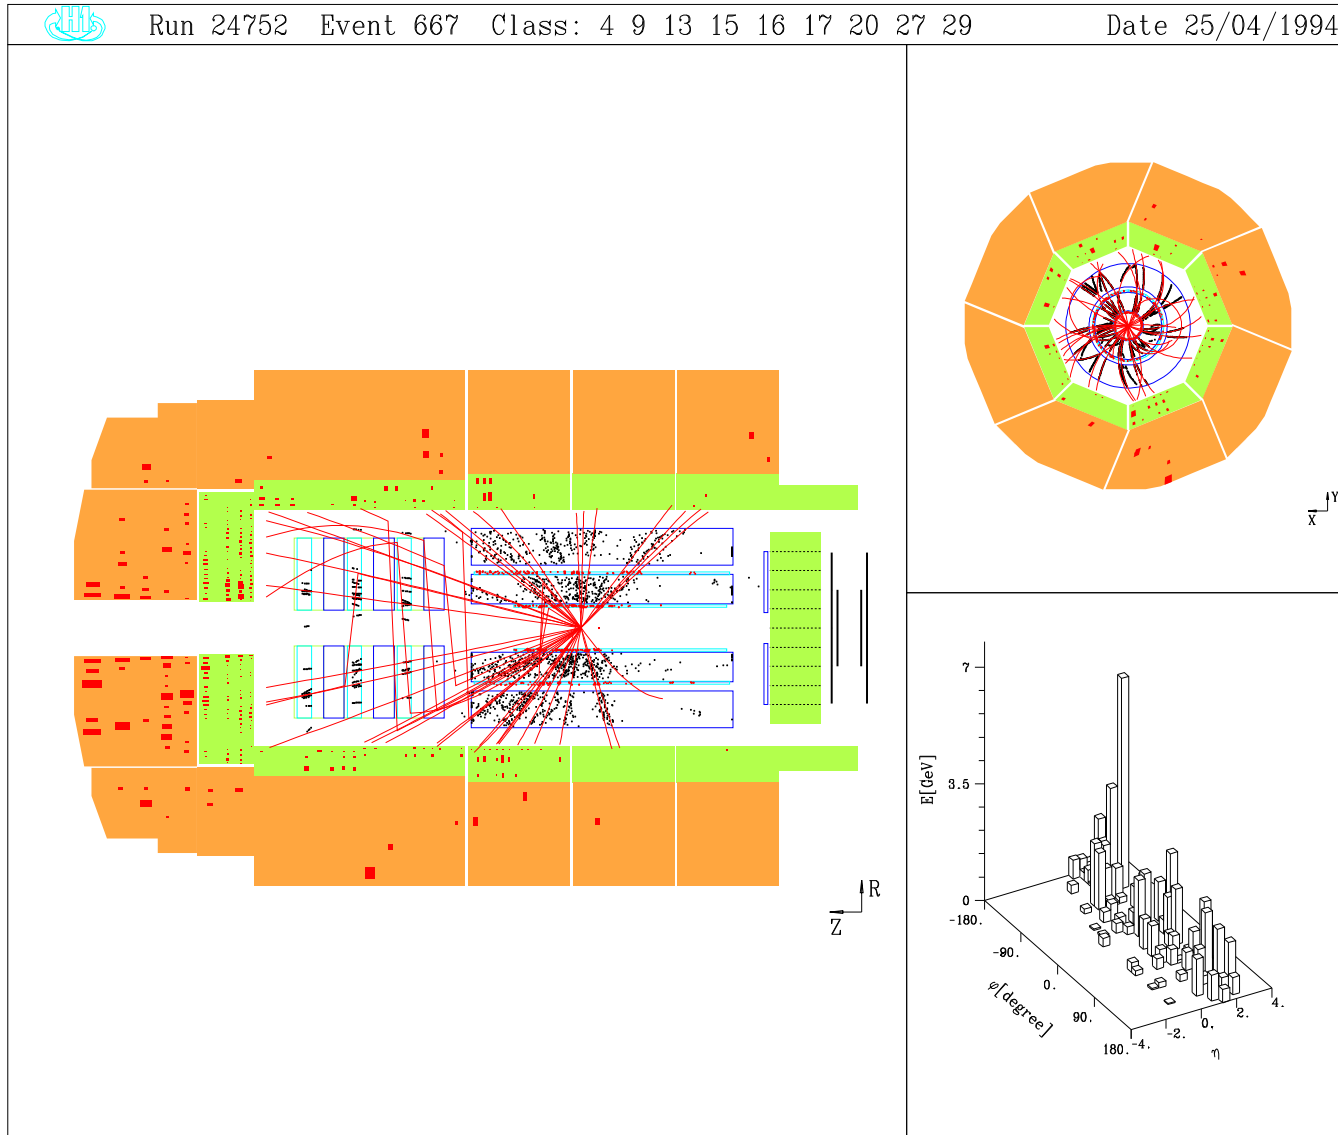 H1 Run 24752 Event 667 Class: 4 9 13 15 16 17 20 27 29 Date 25/04/1994
Y
X
R
Z
E[GeV]
7
3.5
0
-180.
-90.
0.
90.
180.
φ[degree]
-4.
-2.
0.
2.
4.
η